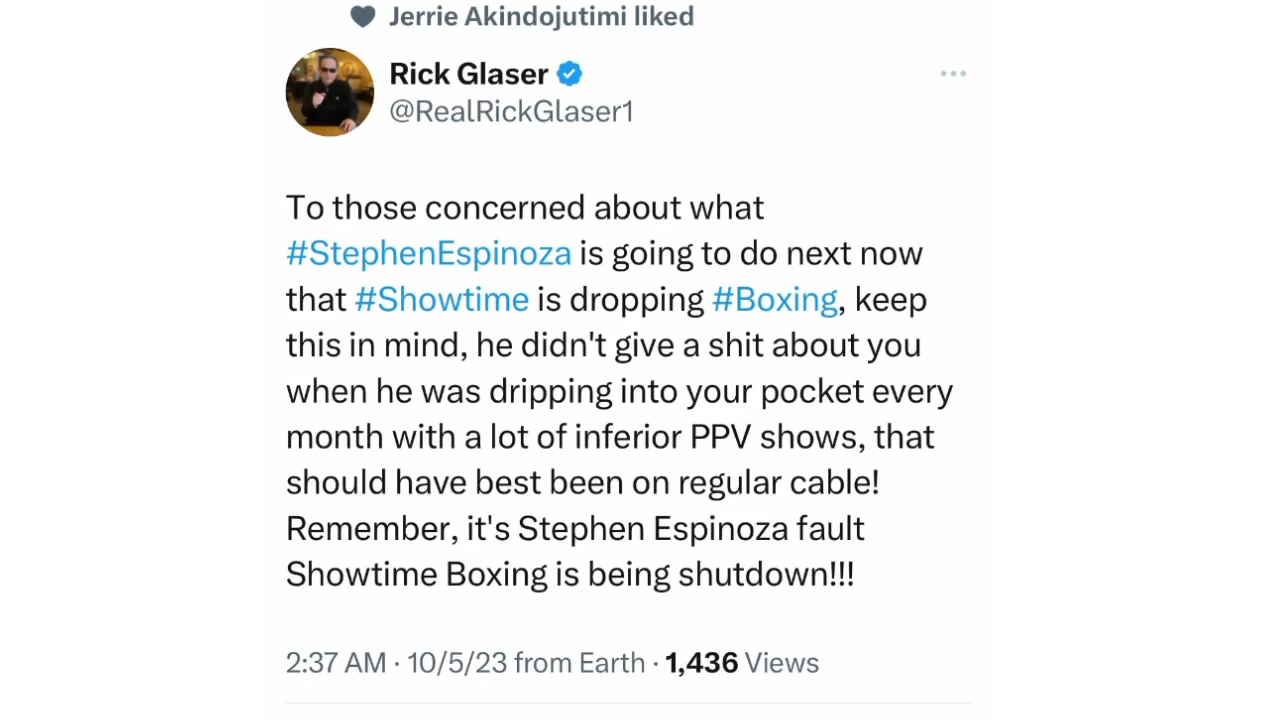 Jerrie Akindojutimi liked
Rick Glaser
@RealRickGlaser1
To those concerned about what
#StephenEspinoza is going to do next now
that #Showtime is dropping #Boxing, keep
this in mind, he didn't give a shit about you
when he was dripping into your pocket every
month with a lot of inferior PPV shows, that
should have best been on regular cable!
Remember, it's Stephen Espinoza fault
Showtime Boxing is being shutdown!!!
2:37 AM · 10/5/23 from Earth · 1,436 Views